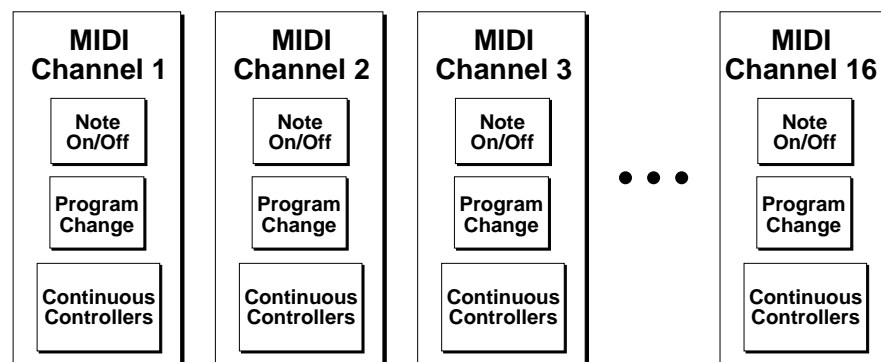 MIDI
Channel 1
Note
On/Off
Program
Change
Continuous
Controllers
MIDI
Channel 2
Note
On/Off
Program
Change
Continuous
Controllers
MIDI
Channel 3
Note
On/Off
Program
Change
Continuous
Controllers
• • •
MIDI
Channel 16
Note
On/Off
Program
Change
Continuous
Controllers